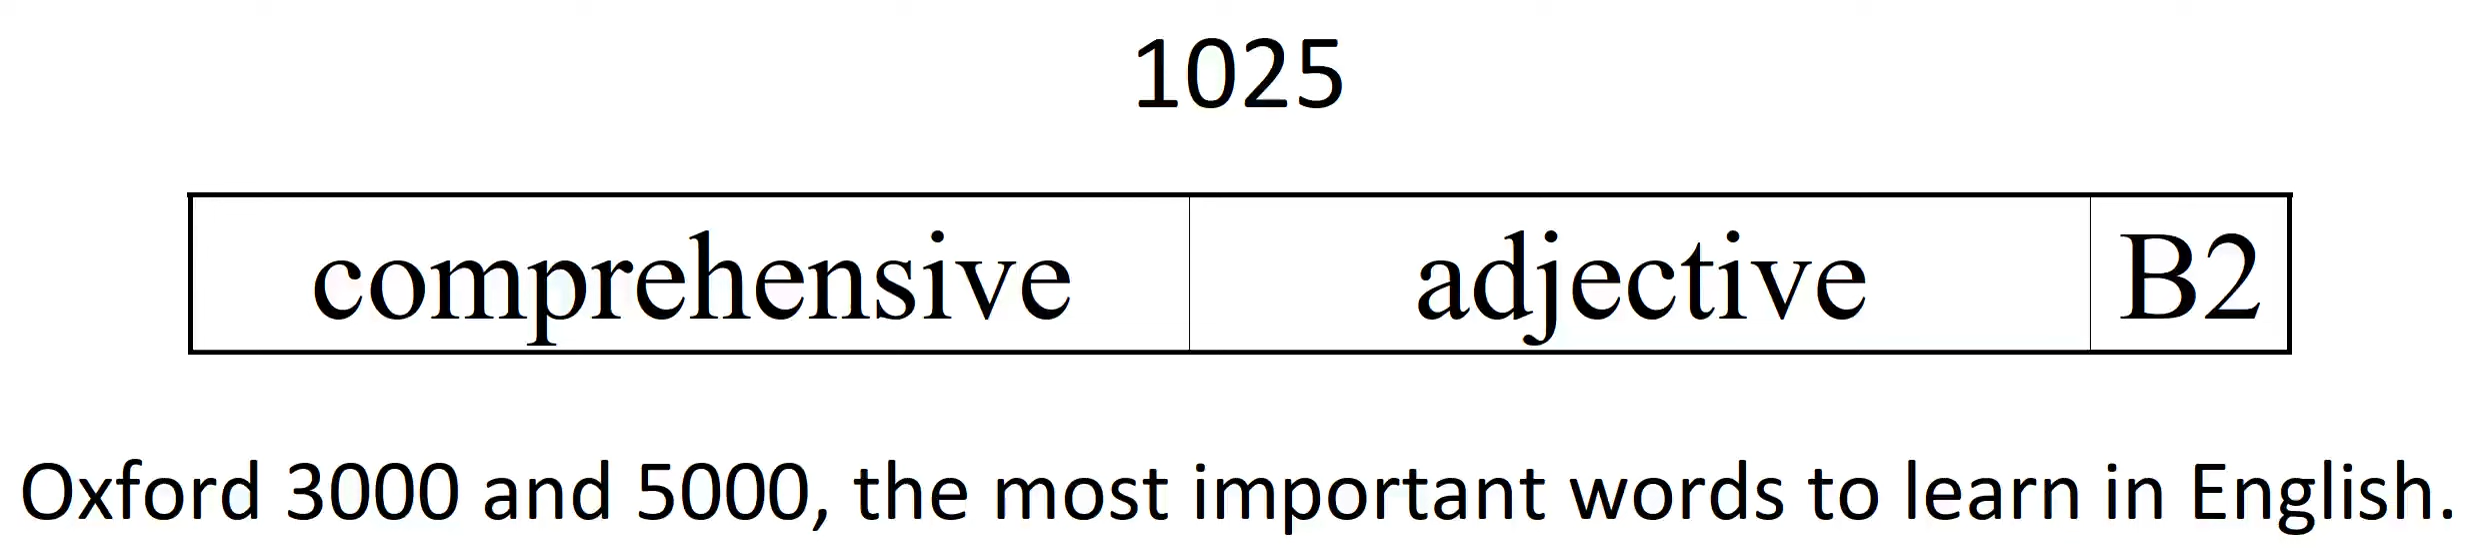 1025
comprehensive adjective B2
Oxford 3000 and 5000, the most important words to learn in English.